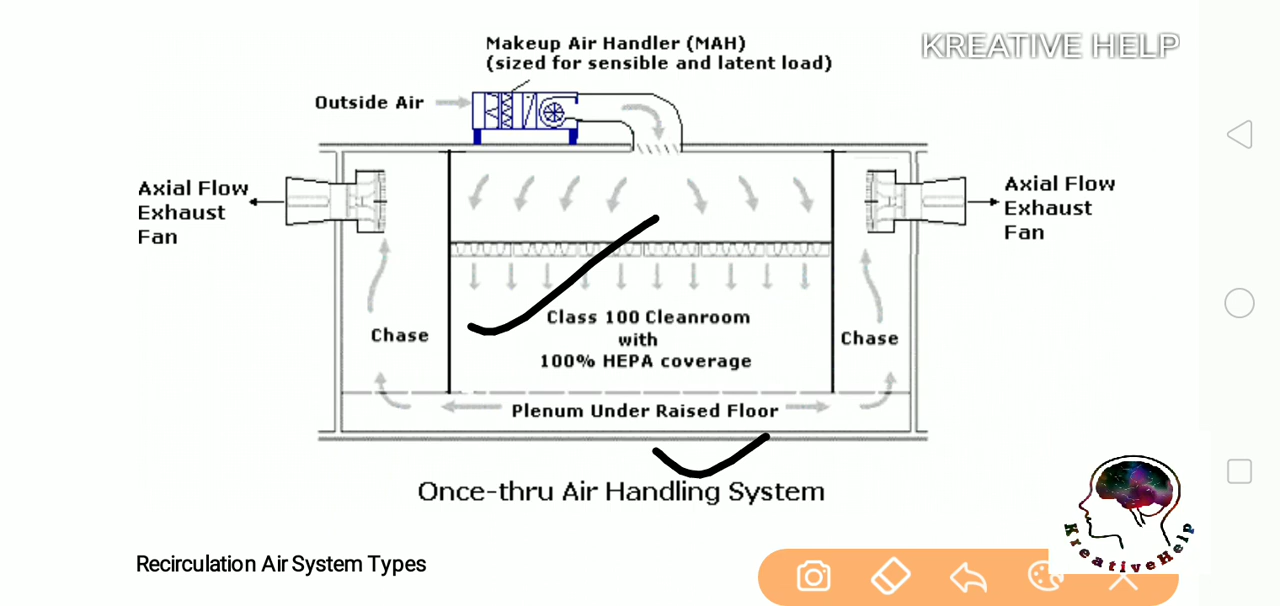 Makeup Air Handler (MAH)
(sized for sensible and latent load)
KREATIVE HELP
Outside Air
Axial Flow
Exhaust
Fan
Axial Flow
Exhaust
Fan
Class 100 Cleanroom
with
100% HEPA coverage
Chase
Chase
Plenum Under Raised Floor
Once-thru Air Handling System
KreativeHelp
Recirculation Air System Types